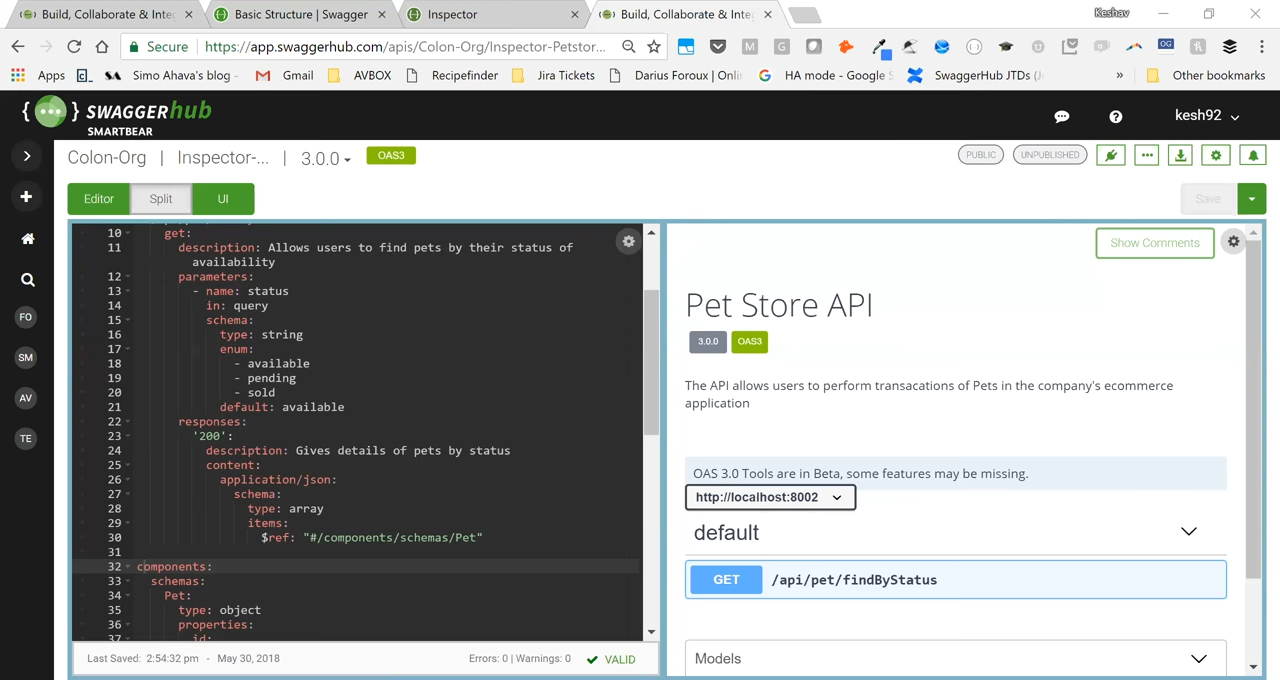 Build, Collaborate & Inte
Basic Structure | Swagger
Inspector
Build, Collaborate & Inte
Keshav
Secure
https://app.swaggerhub.com/apis/Colon-Org/Inspector-Petstor...
Apps
Simo Ahava's blog
Gmail
AVBOX
Recipefinder
Jira Tickets
Darius Foroux | Onli
HA mode - Google S
SwaggerHub JTDs (J
»
Other bookmarks
SWAGGERhub
SMARTBEAR
kesh92
Colon-Org | Inspector-... | 3.0.0
OAS3
PUBLIC
UNPUBLISHED
Editor
Split
UI
Save
FO
SM
AV
TE
10 get:
11 description: Allows users to find pets by their status of
availability
12 parameters:
13 - name: status
14 in: query
15 schema:
16 type: string
17 enum:
18 - available
19 - pending
20 - sold
21 default: available
22 responses:
23 '200':
24 description: Gives details of pets by status
25 content:
26 application/json:
27 schema:
28 type: array
29 items:
30 $ref: "#/components/schemas/Pet"
31
32 components:
33 schemas:
34 Pet:
35 type: object
36 properties:
37 id:
Last Saved: 2:54:32 pm - May 30, 2018
Errors: 0 | Warnings: 0
VALID
Show Comments
Pet Store API
3.0.0
OAS3
The API allows users to perform transacations of Pets in the company's ecommerce
application
OAS 3.0 Tools are in Beta, some features may be missing.
http://localhost:8002
default
GET /api/pet/findByStatus
Models